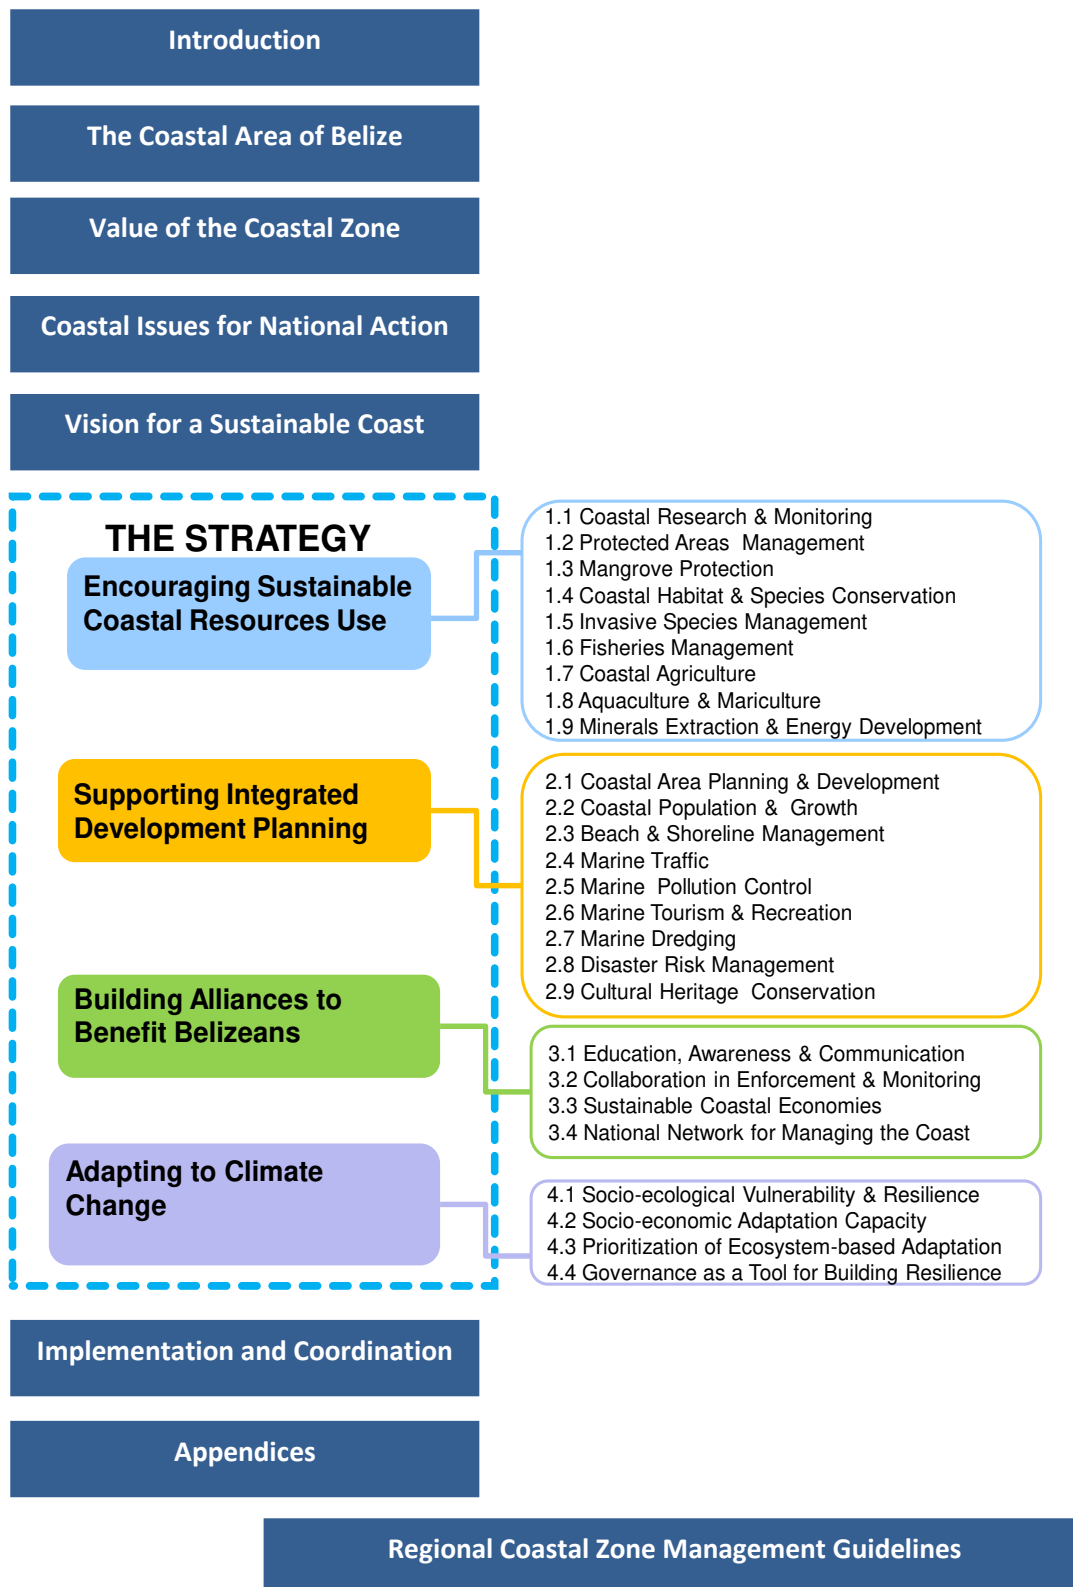 Introduction
The Coastal Area of Belize
Value of the Coastal Zone
Coastal Issues for National Action
Vision for a Sustainable Coast
THE STRATEGY
Encouraging Sustainable
Coastal Resources Use
1.1 Coastal Research & Monitoring
1.2 Protected Areas Management
1.3 Mangrove Protection
1.4 Coastal Habitat & Species Conservation
1.5 Invasive Species Management
1.6 Fisheries Management
1.7 Coastal Agriculture
1.8 Aquaculture & Mariculture
1.9 Minerals Extraction & Energy Development
Supporting Integrated
Development Planning
2.1 Coastal Area Planning & Development
2.2 Coastal Population & Growth
2.3 Beach & Shoreline Management
2.4 Marine Traffic
2.5 Marine Pollution Control
2.6 Marine Tourism & Recreation
2.7 Marine Dredging
2.8 Disaster Risk Management
2.9 Cultural Heritage Conservation
Building Alliances to
Benefit Belizeans
3.1 Education, Awareness & Communication
3.2 Collaboration in Enforcement & Monitoring
3.3 Sustainable Coastal Economies
3.4 National Network for Managing the Coast
Adapting to Climate
Change
4.1 Socio-ecological Vulnerability & Resilience
4.2 Socio-economic Adaptation Capacity
4.3 Prioritization of Ecosystem-based Adaptation
4.4 Governance as a Tool for Building Resilience
Implementation and Coordination
Appendices
Regional Coastal Zone Management Guidelines